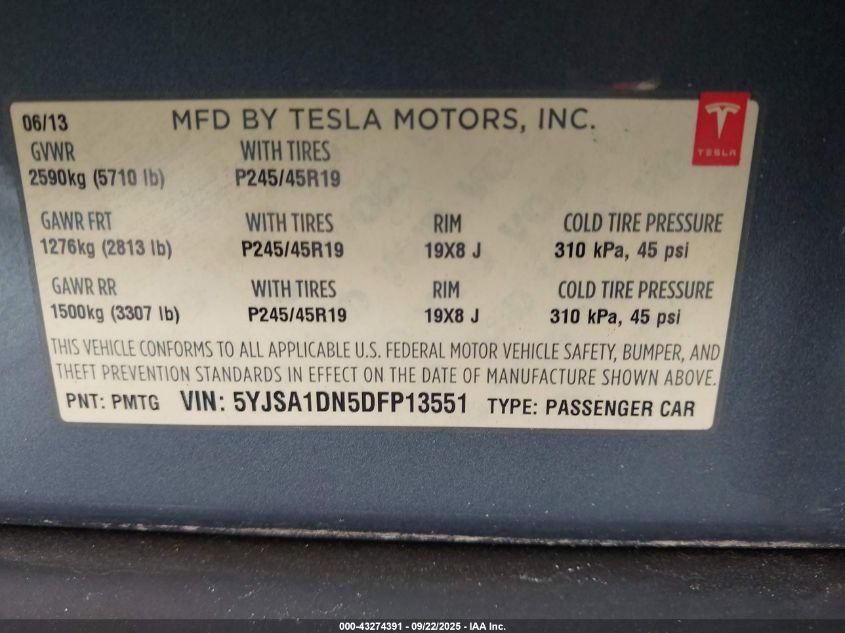 06/13 MFD BY TESLA MOTORS, INC.
TESLA
GVWR WITH TIRES
2590kg (5710 lb) P245/45R19
GAWR FRT WITH TIRES RIM COLD TIRE PRESSURE
1276kg (2813 lb) P245/45R19 19X8 J 310 kPa, 45 psi
GAWR RR WITH TIRES RIM COLD TIRE PRESSURE
1500kg (3307 lb) P245/45R19 19X8 J 310 kPa, 45 psi
THIS VEHICLE CONFORMS TO ALL APPLICABLE U.S. FEDERAL MOTOR VEHICLE SAFETY, BUMPER, AND
THEFT PREVENTION STANDARDS IN EFFECT ON THE DATE OF MANUFACTURE SHOWN ABOVE.
PNT: PMTG VIN: 5YJSA1DN5DFP13551 TYPE: PASSENGER CAR
000-43274391 - 09/22/2025 - IAA Inc.